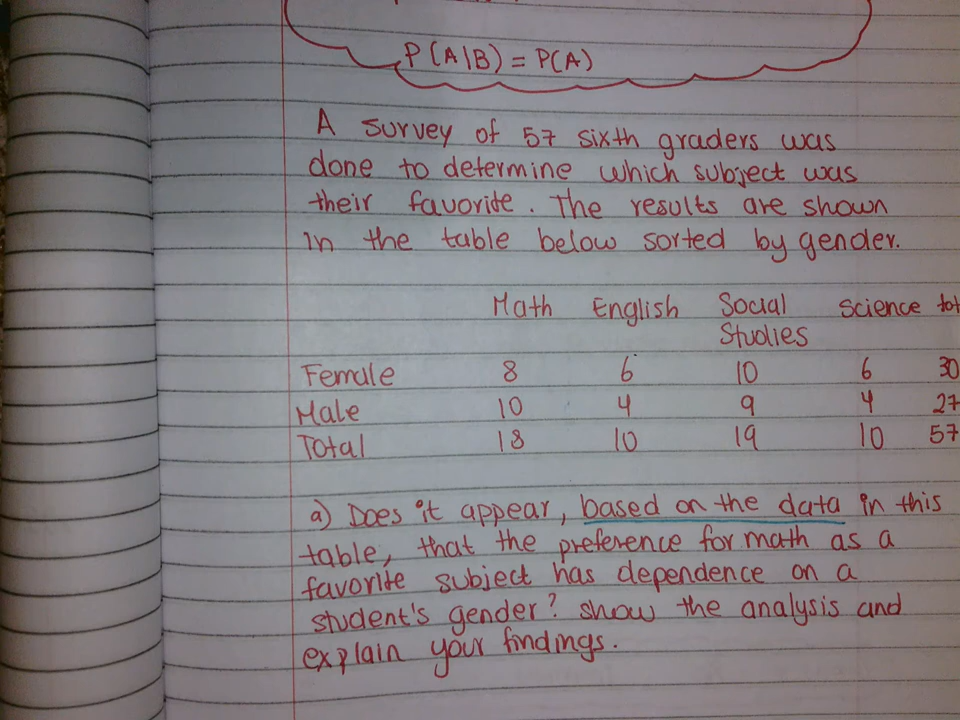 P(A|B) = P(A)
A survey of 57 sixth graders was
done to determine which subject was
their favorite. The results are shown
in the table below sorted by gender.
Math English Social Studies Science tot
Female 8 6 10 6 30
Male 10 4 9 4 27
Total 18 10 19 10 57
a) Does it appear, based on the data in this
table, that the preference for math as a
favorite subject has dependence on a
student's gender? show the analysis and
explain your findings.